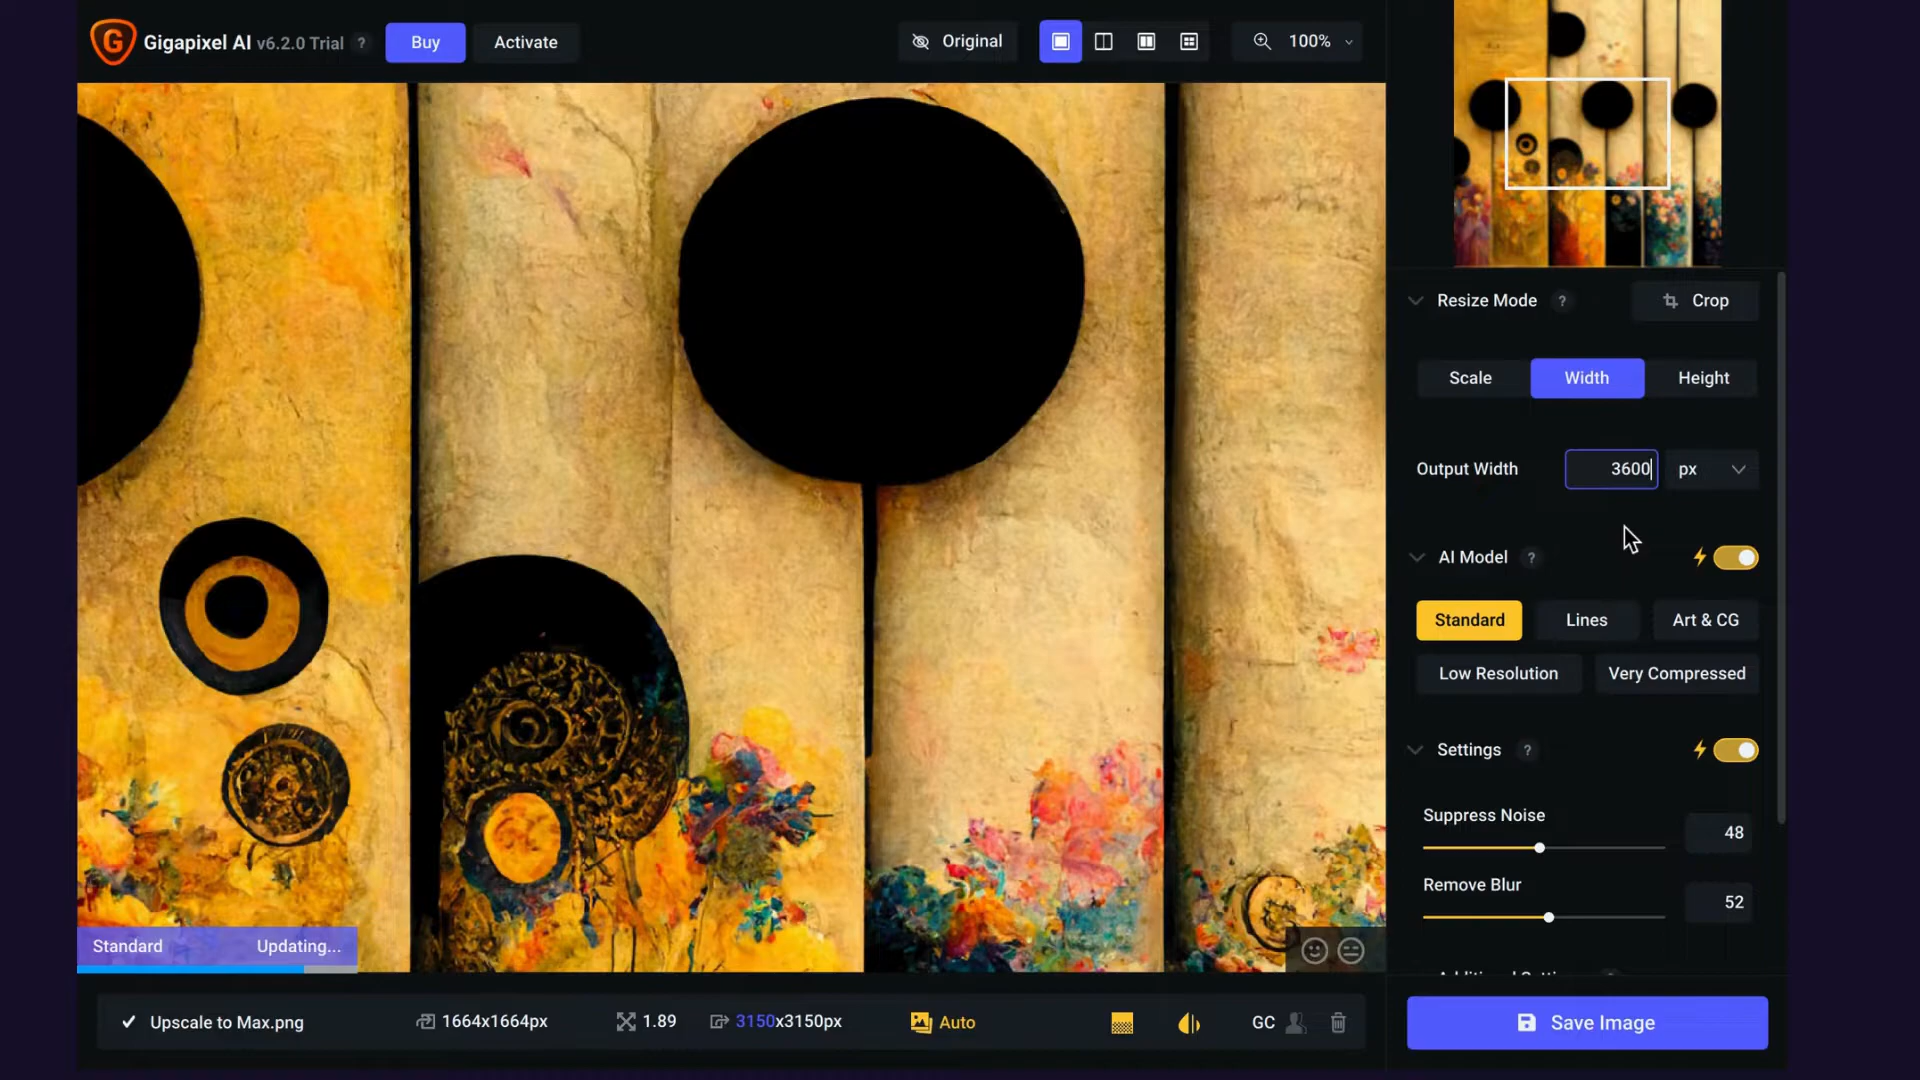 Gigapixel AI v6.2.0 Trial ? Buy Activate Original 100%
Resize Mode ? Crop
Scale Width Height
Output Width 3600 px
AI Model ?
Standard Lines Art & CG
Low Resolution Very Compressed
Settings ?
Suppress Noise
48
Remove Blur
52
Standard Updating...
Upscale to Max.png 1664x1664px 1.89 3150x3150px Auto GC Save Image